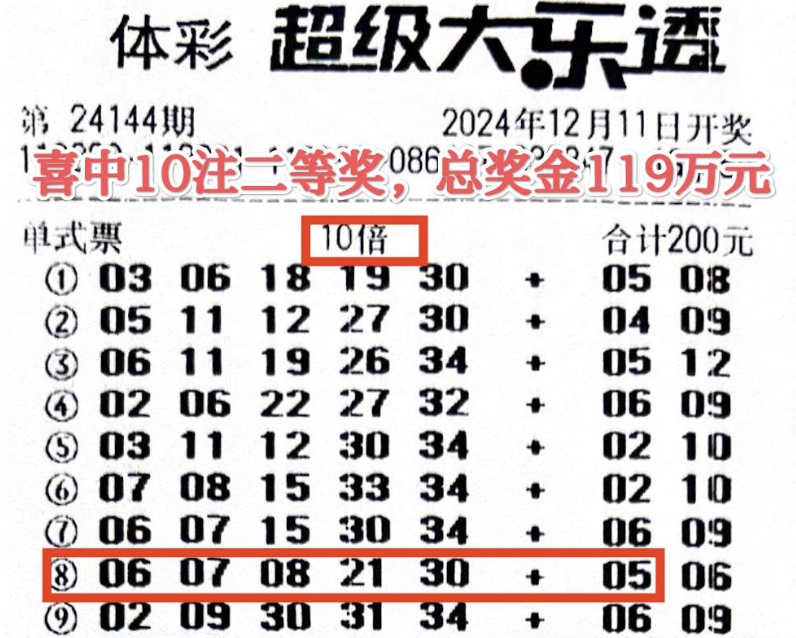 体彩 超级大乐透
第 24144期 2024年12月11日开奖
喜中10注二等奖，总奖金119万元
单式票 10倍 合计200元
① 03 06 18 19 30 + 05 08
② 05 11 12 27 30 + 04 09
③ 06 11 19 26 34 + 05 12
④ 02 06 22 27 32 + 06 09
⑤ 03 11 12 30 34 + 02 10
⑥ 07 08 15 33 34 + 02 10
⑦ 06 07 15 30 34 + 06 09
⑧ 06 07 08 21 30 + 05 06
⑨ 02 09 30 31 34 + 06 09